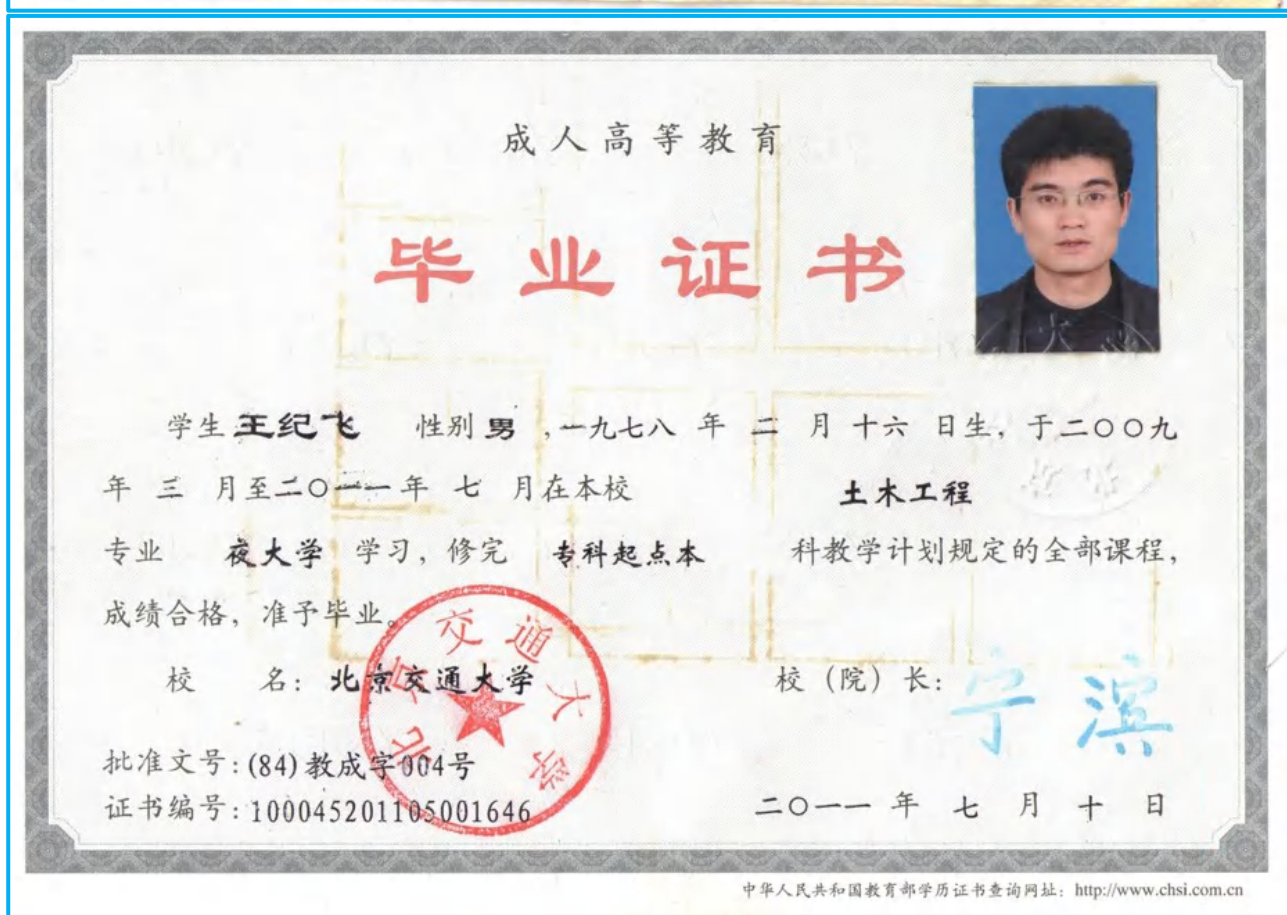 成人高等教育
毕业证书
学生 王纪飞 性别 男 ,一九七八 年 二 月 十六 日生, 于二〇〇九
年 三 月至二〇一一年 七 月在本校 土木工程
专业 夜大学 学习, 修完 专科起点本 科教学计划规定的全部课程,
成绩合格, 准予毕业。
校 名: 北京交通大学 校(院)长: 宁滨
北京交通大学
批准文号: (84)教成字004号
证书编号: 100045201105001646 二〇一一 年 七 月 十 日
中华人民共和国教育部学历证书查询网址: http://www.chsi.com.cn